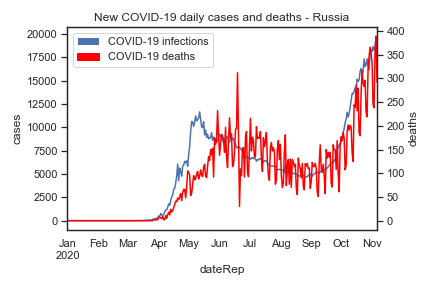 New COVID-19 daily cases and deaths - Russia
COVID-19 infections
COVID-19 deaths
20000
17500
15000
12500
10000
7500
5000
2500
0
cases
400
350
300
250
200
150
100
50
0
deaths
Jan Feb Mar Apr May Jun Jul Aug Sep Oct Nov
2020
dateRep